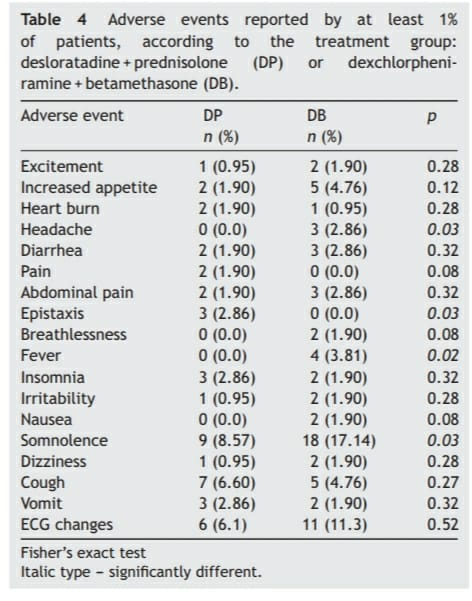 Table 4 Adverse events reported by at least 1%
of patients, according to the treatment group:
desloratadine + prednisolone (DP) or dexchlorpheni-
ramine + betamethasone (DB).
Adverse event DP DB p
n (%) n (%)
Excitement 1 (0.95) 2 (1.90) 0.28
Increased appetite 2 (1.90) 5 (4.76) 0.12
Heart burn 2 (1.90) 1 (0.95) 0.28
Headache 0 (0.0) 3 (2.86) 0.03
Diarrhea 2 (1.90) 3 (2.86) 0.32
Pain 2 (1.90) 0 (0.0) 0.08
Abdominal pain 2 (1.90) 3 (2.86) 0.32
Epistaxis 3 (2.86) 0 (0.0) 0.03
Breathlessness 0 (0.0) 2 (1.90) 0.08
Fever 0 (0.0) 4 (3.81) 0.02
Insomnia 3 (2.86) 2 (1.90) 0.32
Irritability 1 (0.95) 2 (1.90) 0.28
Nausea 0 (0.0) 2 (1.90) 0.08
Somnolence 9 (8.57) 18 (17.14) 0.03
Dizziness 1 (0.95) 2 (1.90) 0.28
Cough 7 (6.60) 5 (4.76) 0.27
Vomit 3 (2.86) 2 (1.90) 0.32
ECG changes 6 (6.1) 11 (11.3) 0.52
Fisher's exact test
Italic type – significantly different.